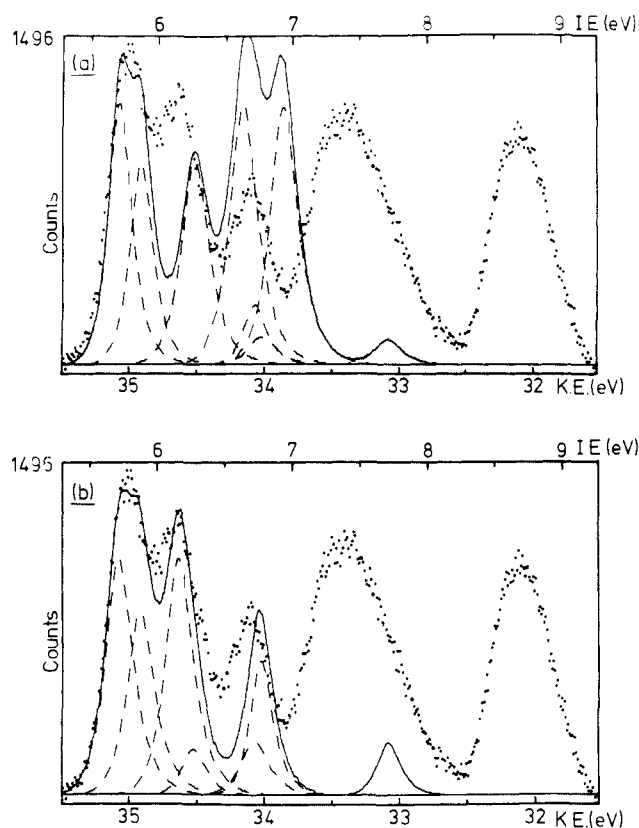 6 7 8 9 IE (eV)
1496
(a)
Counts
35 34 33 32 K.E.(eV)
6 7 8 9 IE (eV)
1495
(b)
Counts
35 34 33 32 K.E.(eV)